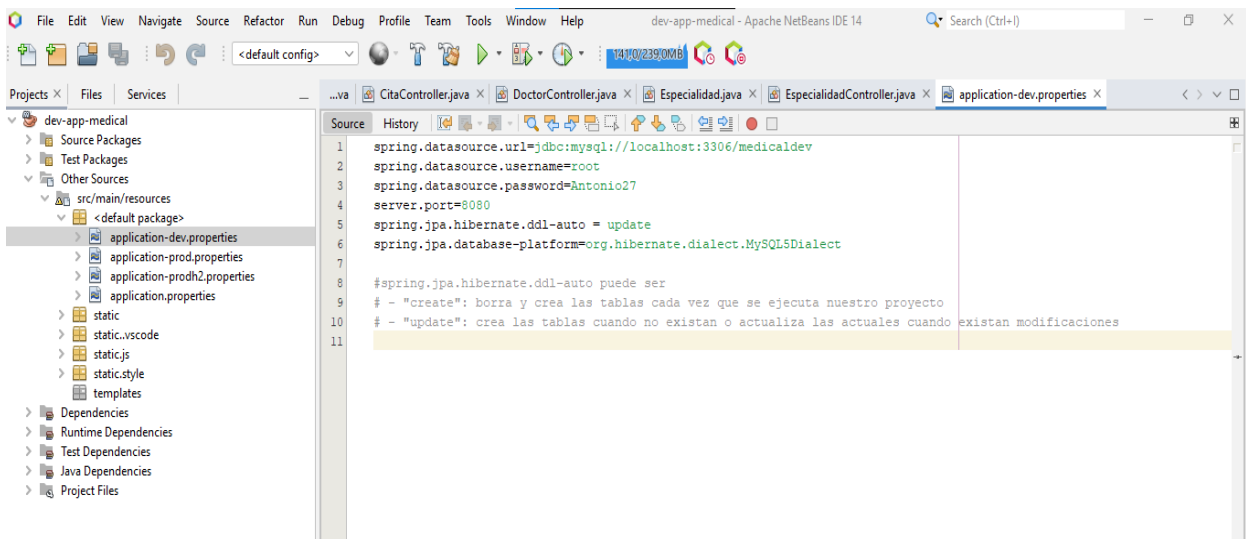 File Edit View Navigate Source Refactor Run Debug Profile Team Tools Window Help dev-app-medical - Apache NetBeans IDE 14 Search (Ctrl+I)
<default config> 141,0/239,0MB
Projects Files Services
...va CitaController.java DoctorController.java Especialidad.java EspecialidadController.java application-dev.properties
Source History
dev-app-medical
Source Packages
Test Packages
Other Sources
src/main/resources
<default package>
application-dev.properties
application-prod.properties
application-prodh2.properties
application.properties
static
static..vscode
static.js
static.style
templates
Dependencies
Runtime Dependencies
Test Dependencies
Java Dependencies
Project Files
1 spring.datasource.url=jdbc:mysql://localhost:3306/medicaldev
2 spring.datasource.username=root
3 spring.datasource.password=Antonio27
4 server.port=8080
5 spring.jpa.hibernate.ddl-auto = update
6 spring.jpa.database-platform=org.hibernate.dialect.MySQL5Dialect
7
8 #spring.jpa.hibernate.ddl-auto puede ser
9 # - "create": borra y crea las tablas cada vez que se ejecuta nuestro proyecto
10 # - "update": crea las tablas cuando no existan o actualiza las actuales cuando existan modificaciones
11